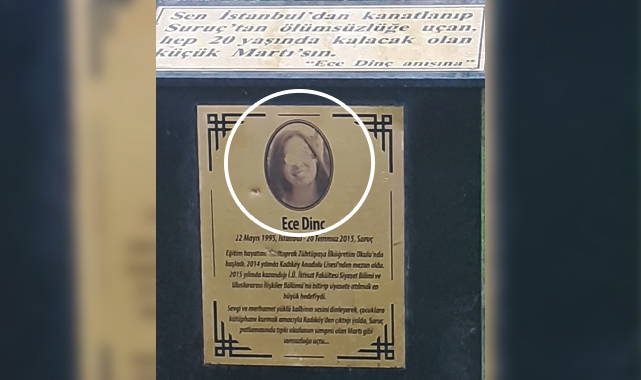 Sen İstanbul'dan kanatlanıp
Suruç'tan ölümsüzlüğe uçan.
hep 20 yaşında kalacak olan
küçük Martı'sın.
"Ece Dinç anısına"
Ece Dinç
22 Mayıs 1995, İstanbul - 20 Temmuz 2015, Suruç
Eğitim hayatına Zühtüpaşa İlköğretim Okulu'nda
başladı. 2014 yılında Kadıköy Anadolu Lisesi'nden mezun oldu.
2015 yılında kazandığı İ.Ü. İktisat Fakültesi Siyaset Bilimi ve
Uluslararası İlişkiler Bölümü'nü bitirip siyasete atılmak en
büyük hedefiydi.
Sevgi ve merhamet yüklü kalbinin sesini dinleyerek, çocuklara
kütüphane kurmak amacıyla Kadıköy'den çıktığı yolda, Suruç
patlamasında tıpkı okulunun simgesi olan Martı gibi
sonsuzluğa uçtu...